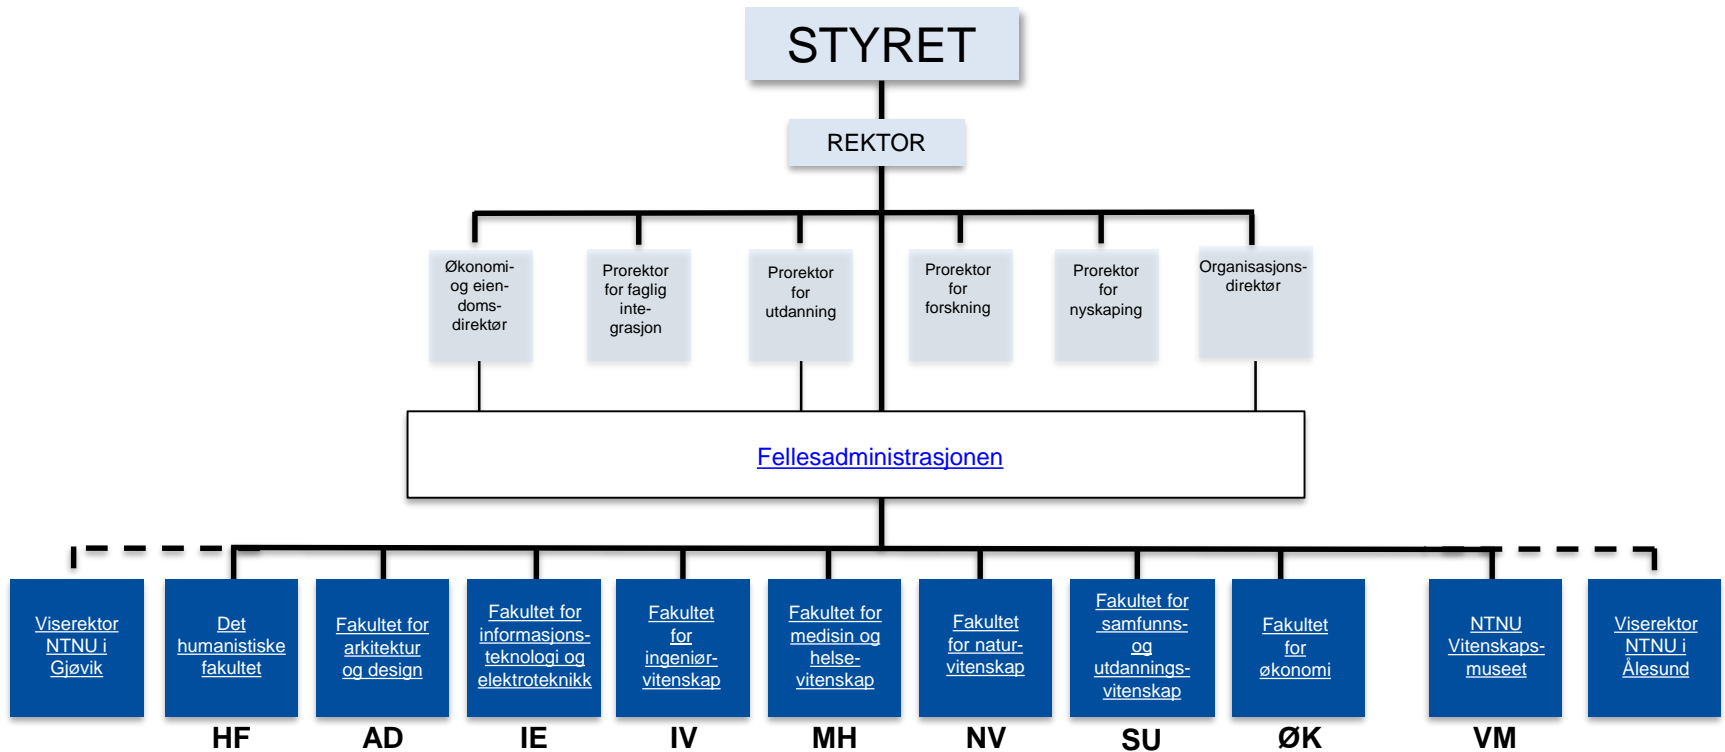 STYRET
REKTOR
Økonomi-
og eien-
doms-
direktør
Prorektor
for faglig
inte-
grasjon
Prorektor
for
utdanning
Prorektor
for
forskning
Prorektor
for
nyskaping
Organisasjons-
direktør
Fellesadministrasjonen
Viserektor
NTNU i
Gjøvik
Det
humanistiske
fakultet
Fakultet for
arkitektur
og design
Fakultet for
informasjons-
teknologi og
elektroteknikk
Fakultet
for
ingeniør-
vitenskap
Fakultet for
medisin og
helse-
vitenskap
Fakultet
for natur-
vitenskap
Fakultet for
samfunns-
og
utdannings-
vitenskap
Fakultet
for
økonomi
NTNU
Vitenskaps-
museet
Viserektor
NTNU i
Ålesund
HF
AD
IE
IV
MH
NV
SU
ØK
VM